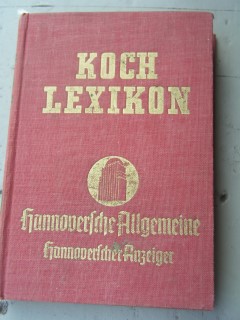 KOCH
LEXIKON
Hannoversche Allgemeine
Hannoverscher Anzeiger